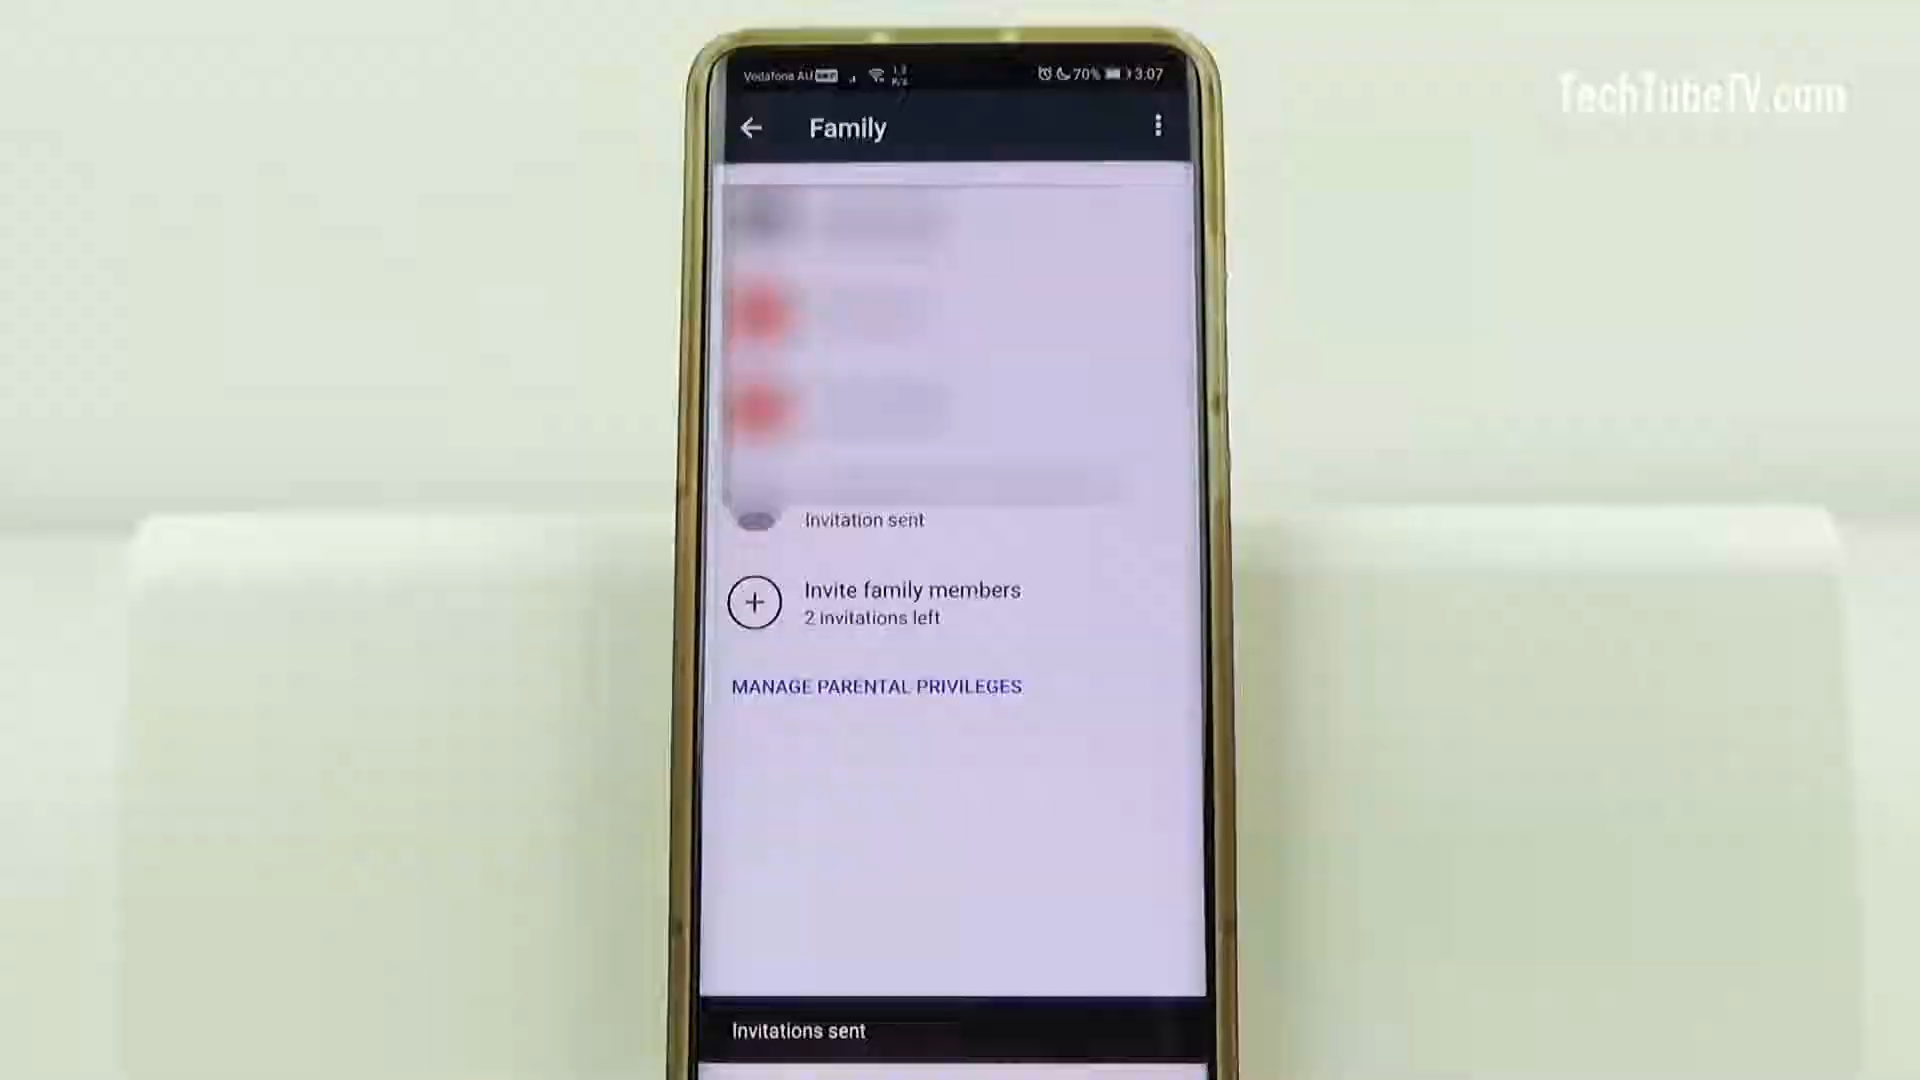 TechTubeTV.com
Vodafone AU
70%
3:07
Family
Invitation sent
Invite family members
2 invitations left
MANAGE PARENTAL PRIVILEGES
Invitations sent